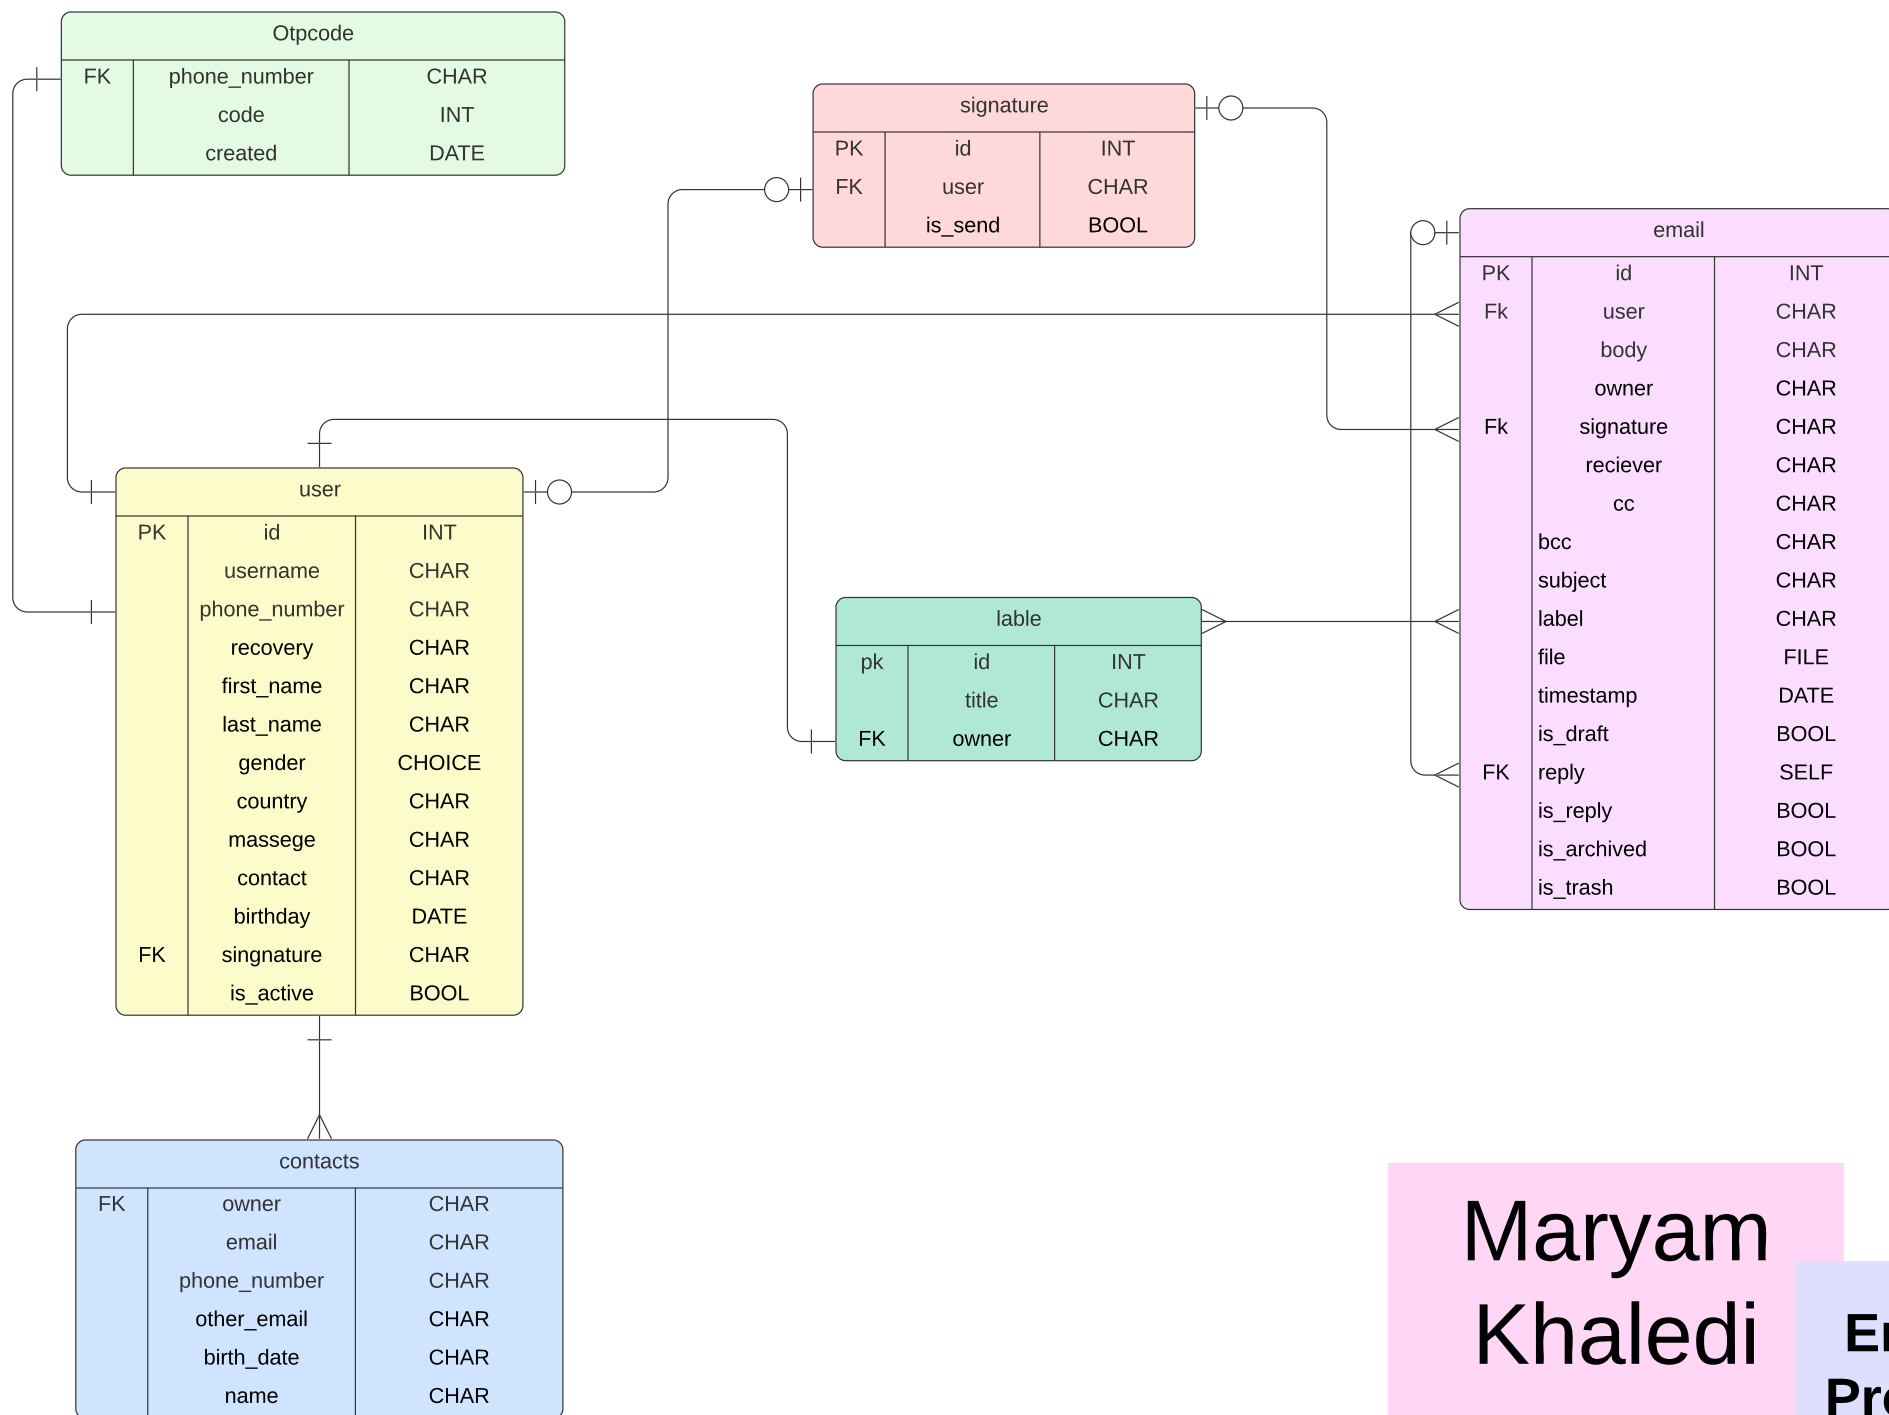 Otpcode
FK phone_number CHAR
code INT
created DATE
signature
PK id INT
FK user CHAR
is_send BOOL
email
PK id INT
Fk user CHAR
body CHAR
owner CHAR
Fk signature CHAR
reciever CHAR
cc CHAR
bcc CHAR
subject CHAR
label CHAR
file FILE
timestamp DATE
is_draft BOOL
FK reply SELF
is_reply BOOL
is_archived BOOL
is_trash BOOL
user
PK id INT
username CHAR
phone_number CHAR
recovery CHAR
first_name CHAR
last_name CHAR
gender CHOICE
country CHAR
massege CHAR
contact CHAR
birthday DATE
FK singnature CHAR
is_active BOOL
lable
pk id INT
title CHAR
FK owner CHAR
contacts
FK owner CHAR
email CHAR
phone_number CHAR
other_email CHAR
birth_date CHAR
name CHAR
Maryam
Khaledi